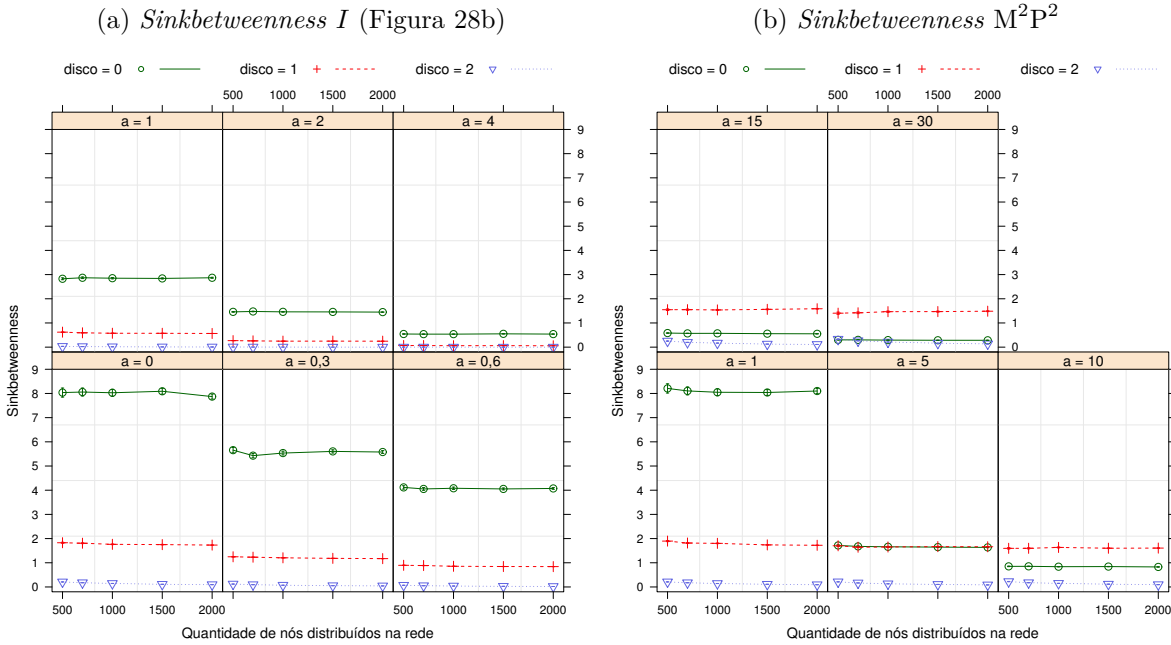 (a) Sinkbetweenness I (Figura 28b)
disco = 0 disco = 1 disco = 2
500 1000 1500 2000
500 1000 1500 2000
a = 1 a = 2 a = 4
9
8
7
6
5
4
3
2
1
0
a = 0 a = 0,3 a = 0,6
9
8
7
6
5
4
3
2
1
0
Sinkbetweenness
500 1000 1500 2000
500 1000 1500 2000
Quantidade de nós distribuídos na rede
(b) Sinkbetweenness M²P²
disco = 0 disco = 1 disco = 2
500 1000 1500 2000
a = 15 a = 30
9
8
7
6
5
4
3
2
1
0
a = 1 a = 5 a = 10
9
8
7
6
5
4
3
2
1
0
Sinkbetweenness
500 1000 1500 2000
500 1000 1500 2000
Quantidade de nós distribuídos na rede